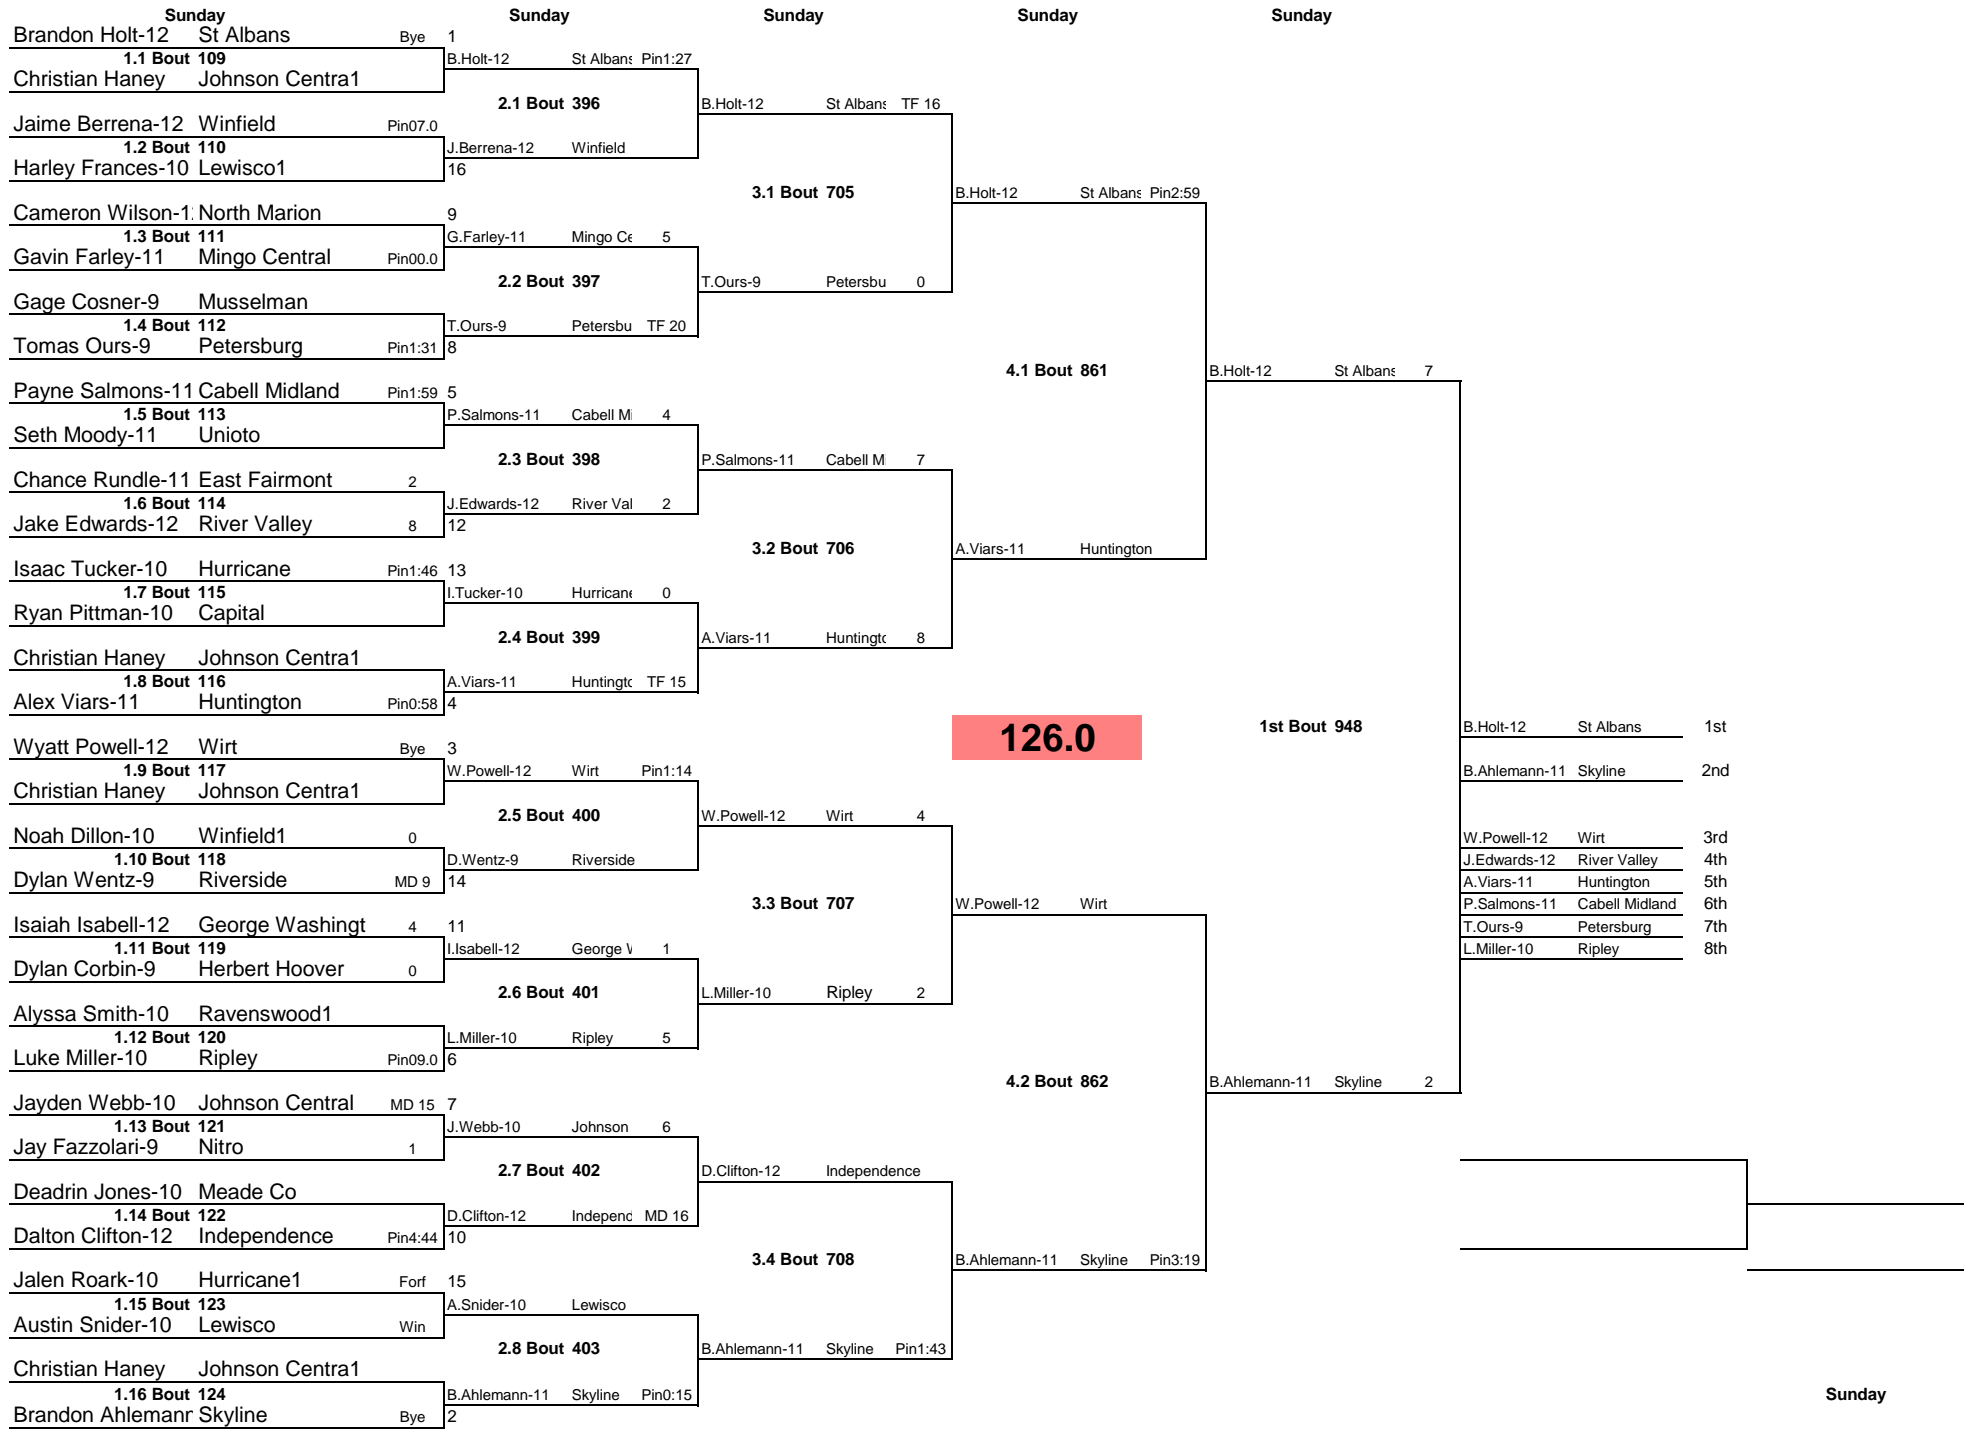 Sunday Sunday Sunday Sunday Sunday
Brandon Holt-12 St Albans Bye 1
1.1 Bout 109 B.Holt-12 St Albans Pin1:27
Christian Haney Johnson Centra1
2.1 Bout 396 B.Holt-12 St Albans TF 16
Jaime Berrena-12 Winfield Pin07.0
1.2 Bout 110 J.Berrena-12 Winfield
Harley Frances-10 Lewisco1 16
3.1 Bout 705 B.Holt-12 St Albans Pin2:59
Cameron Wilson-1 North Marion 9
1.3 Bout 111 G.Farley-11 Mingo Ce 5
Gavin Farley-11 Mingo Central Pin00.0
2.2 Bout 397 T.Ours-9 Petersbu 0
Gage Cosner-9 Musselman
1.4 Bout 112 T.Ours-9 Petersbu TF 20
Tomas Ours-9 Petersburg Pin1:31 8
4.1 Bout 861 B.Holt-12 St Albans 7
Payne Salmons-11 Cabell Midland Pin1:59 5
1.5 Bout 113 P.Salmons-11 Cabell Mi 4
Seth Moody-11 Unioto
2.3 Bout 398 P.Salmons-11 Cabell M 7
Chance Rundle-11 East Fairmont 2
1.6 Bout 114 J.Edwards-12 River Val 2
Jake Edwards-12 River Valley 8 12
3.2 Bout 706 A.Viars-11 Huntington
Isaac Tucker-10 Hurricane Pin1:46 13
1.7 Bout 115 I.Tucker-10 Hurricane 0
Ryan Pittman-10 Capital
2.4 Bout 399 A.Viars-11 Huntingto 8
Christian Haney Johnson Centra1
1.8 Bout 116 A.Viars-11 Huntingto TF 15
Alex Viars-11 Huntington Pin0:58 4
126.0 1st Bout 948 B.Holt-12 St Albans 1st
Wyatt Powell-12 Wirt Bye 3
1.9 Bout 117 W.Powell-12 Wirt Pin1:14 B.Ahlemann-11 Skyline 2nd
Christian Haney Johnson Centra1
2.5 Bout 400 W.Powell-12 Wirt 4
Noah Dillon-10 Winfield1 0 W.Powell-12 Wirt 3rd
1.10 Bout 118 D.Wentz-9 Riverside J.Edwards-12 River Valley 4th
Dylan Wentz-9 Riverside MD 9 14 A.Viars-11 Huntington 5th
3.3 Bout 707 W.Powell-12 Wirt P.Salmons-11 Cabell Midland 6th
Isaiah Isabell-12 George Washingt 4 11 T.Ours-9 Petersburg 7th
1.11 Bout 119 I.Isabell-12 George 1 L.Miller-10 Ripley 8th
Dylan Corbin-9 Herbert Hoover 0
2.6 Bout 401 L.Miller-10 Ripley 2
Alyssa Smith-10 Ravenswood1
1.12 Bout 120 L.Miller-10 Ripley 5
Luke Miller-10 Ripley Pin09.0 6
4.2 Bout 862 B.Ahlemann-11 Skyline 2
Jayden Webb-10 Johnson Central MD 15 7
1.13 Bout 121 J.Webb-10 Johnson 6
Jay Fazzolari-9 Nitro 1
2.7 Bout 402 D.Clifton-12 Independence
Deadrin Jones-10 Meade Co
1.14 Bout 122 D.Clifton-12 Independ MD 16
Dalton Clifton-12 Independence Pin4:44 10
3.4 Bout 708 B.Ahlemann-11 Skyline Pin3:19
Jalen Roark-10 Hurricane1 Forf 15
1.15 Bout 123 A.Snider-10 Lewisco
Austin Snider-10 Lewisco Win
2.8 Bout 403 B.Ahlemann-11 Skyline Pin1:43
Christian Haney Johnson Centra1
1.16 Bout 124 B.Ahlemann-11 Skyline Pin0:15 Sunday
Brandon Ahlemann Skyline Bye 2